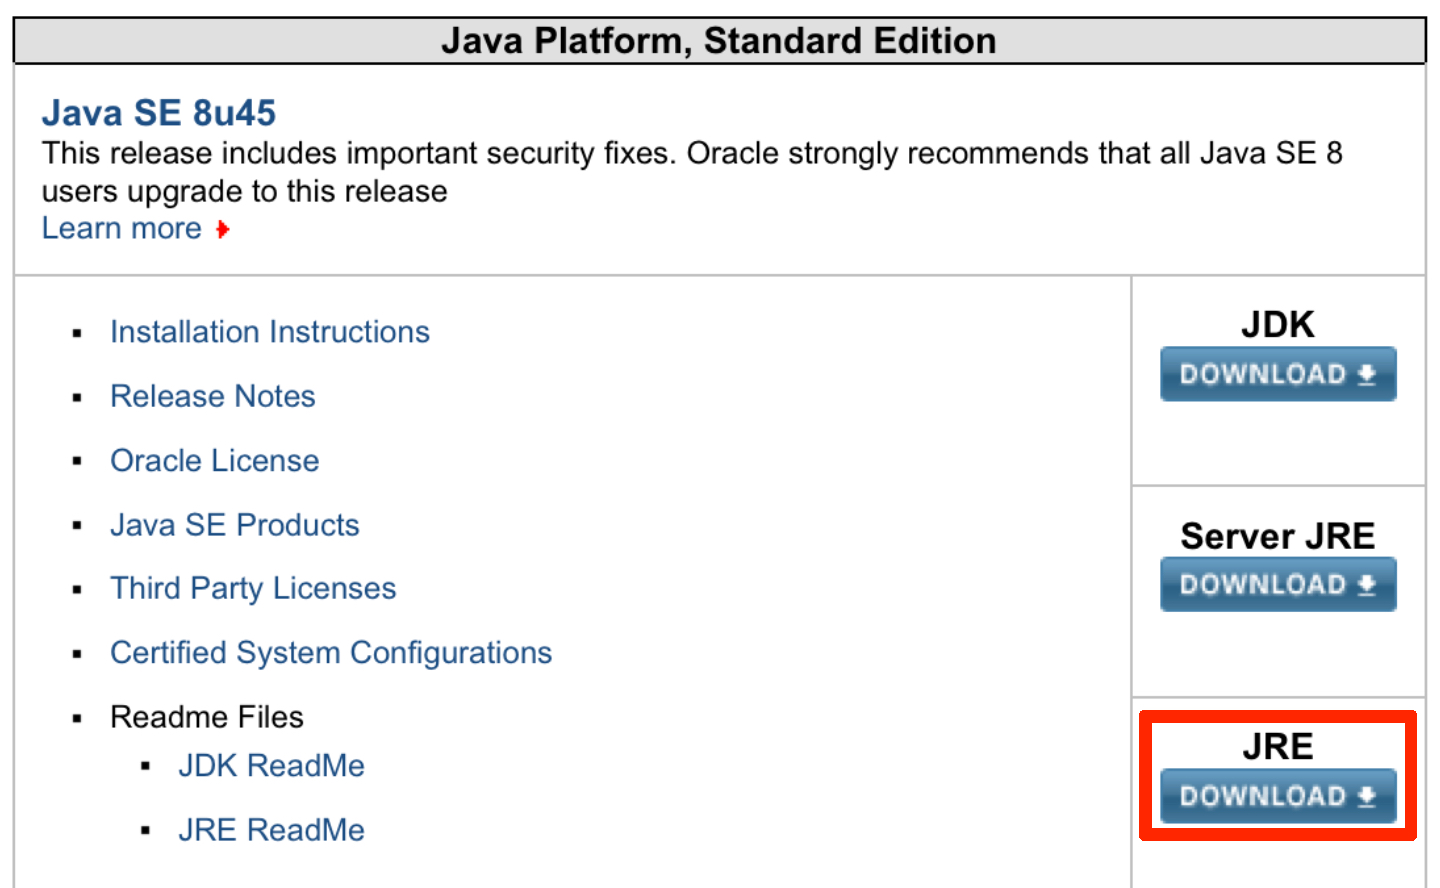 Java Platform, Standard Edition
Java SE 8u45
This release includes important security fixes. Oracle strongly recommends that all Java SE 8
users upgrade to this release
Learn more
Installation Instructions
Release Notes
Oracle License
Java SE Products
Third Party Licenses
Certified System Configurations
Readme Files
JDK ReadMe
JRE ReadMe
JDK
DOWNLOAD
Server JRE
DOWNLOAD
JRE
DOWNLOAD